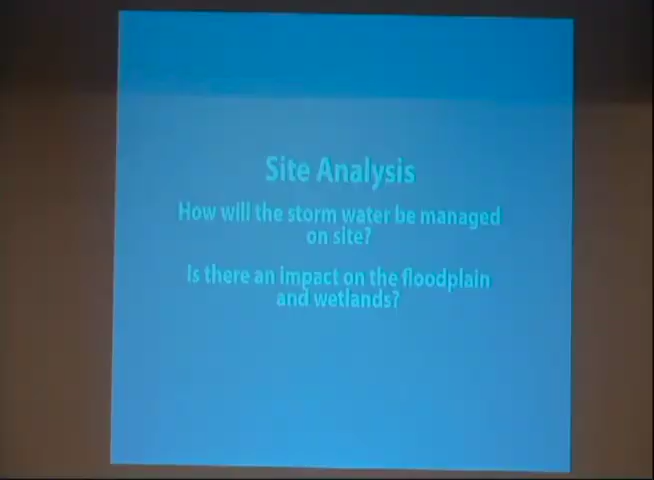 Site Analysis
How will the storm water be managed
on site?
Is there an impact on the floodplain
and wetlands?